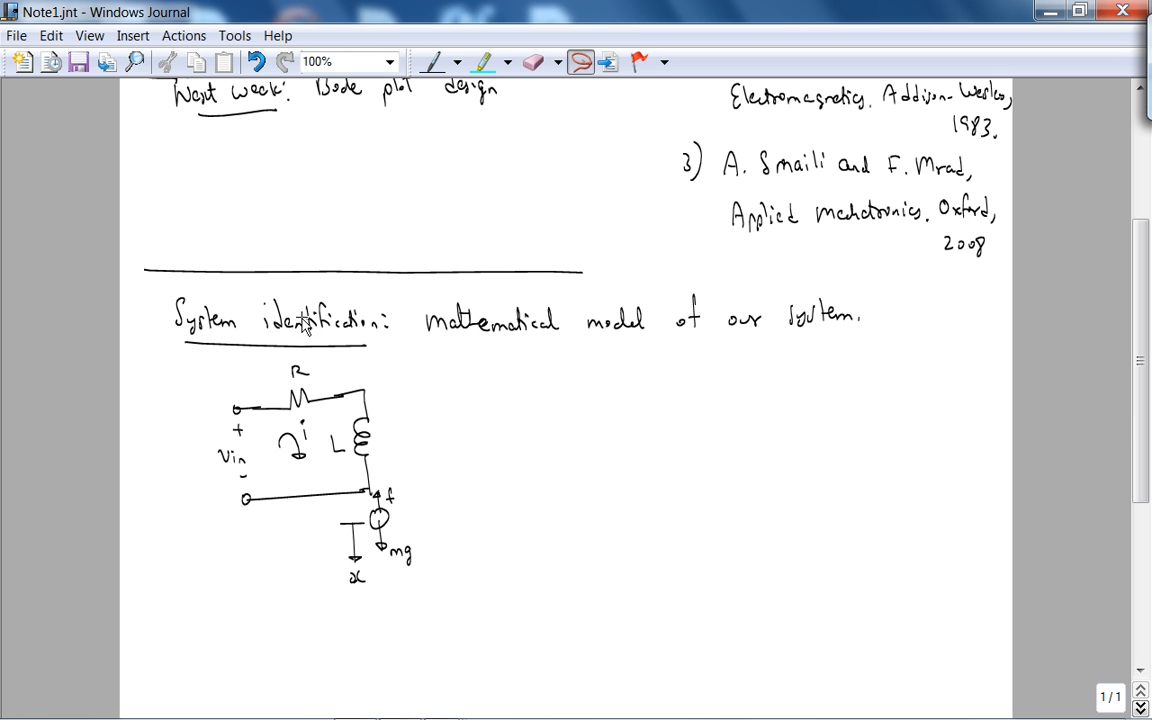 Note1.jnt - Windows Journal
File Edit View Insert Actions Tools Help
100%
Next week: Bode plot design
Electromagnetics. Addison-Wesley,
1983.
3) A. Smaili and F. Mrad,
Applied mechatronics. Oxford,
2008
System identification: mathematical model of our system.
R
+
i
L
Vin
-
f
mg
x
1 / 1